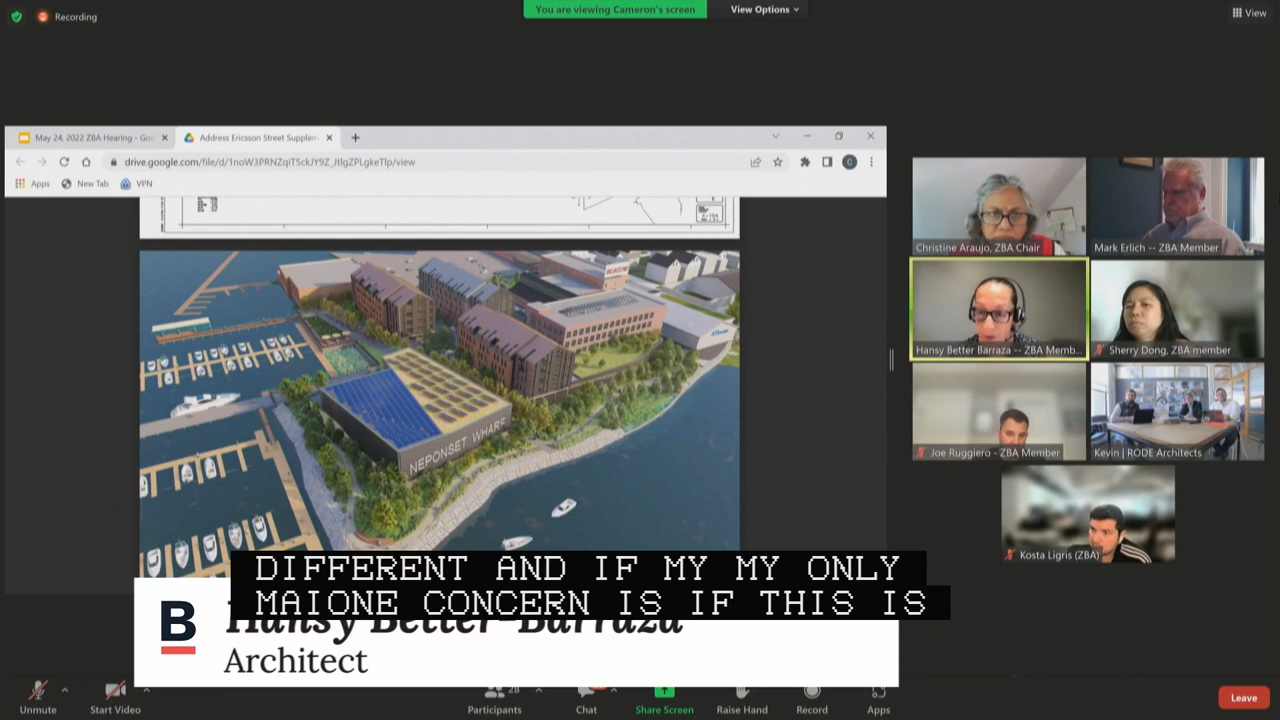 Recording
You are viewing Cameron's screen
View Options
View
May 24, 2022 ZBA Hearing - Goo
Address Ericsson Street Supplem
drive.google.com/file/d/1noW3PRNZqiT5ckJY9Z_JtlgZPLgkeTlp/view
C
Apps
New Tab
VPN
NEPONSET WHARF
Christine Araujo, ZBA Chair
Mark Erlich -- ZBA Member
Hansy Better Barraza -- ZBA Memb...
Sherry Dong, ZBA member
Joe Ruggiero - ZBA Member
Kevin | RODE Architects
Kosta Ligris (ZBA)
DIFFERENT AND IF MY MY ONLY
MAIONE CONCERN IS IF THIS IS
B
Hansy Better-Barraza
Architect
Unmute
Start Video
Participants
28
Chat
Share Screen
Raise Hand
Record
Apps
Leave